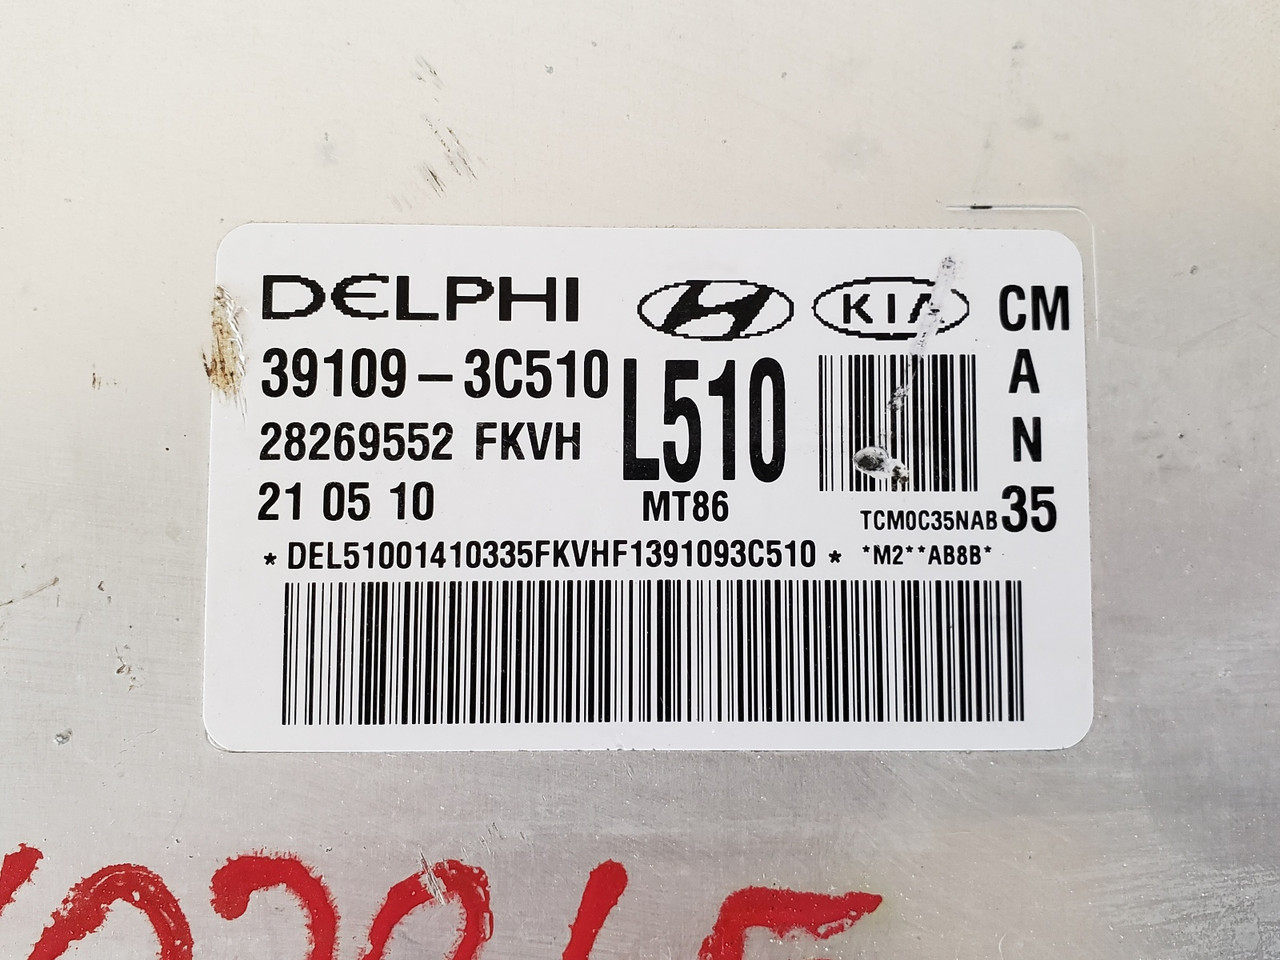 DELPHI
KIA
CM
A
N
35
39109-3C510
L510
28269552 FKVH
21 05 10
MT86
TCM0C35NAB
*DEL51001410335FKVHF1391093C510*
*M2**AB8B*